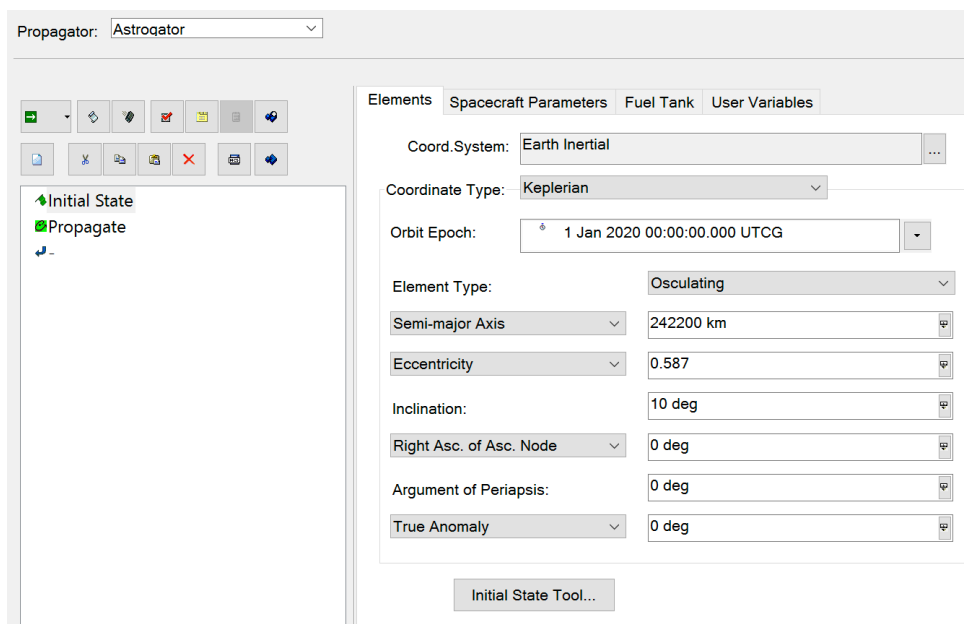 Propagator: Astrogator
Elements Spacecraft Parameters Fuel Tank User Variables
Coord.System: Earth Inertial ...
Initial State
Propagate
-
Coordinate Type: Keplerian
Orbit Epoch: 1 Jan 2020 00:00:00.000 UTCG
Element Type: Osculating
Semi-major Axis 242200 km
Eccentricity 0.587
Inclination: 10 deg
Right Asc. of Asc. Node 0 deg
Argument of Periapsis: 0 deg
True Anomaly 0 deg
Initial State Tool...